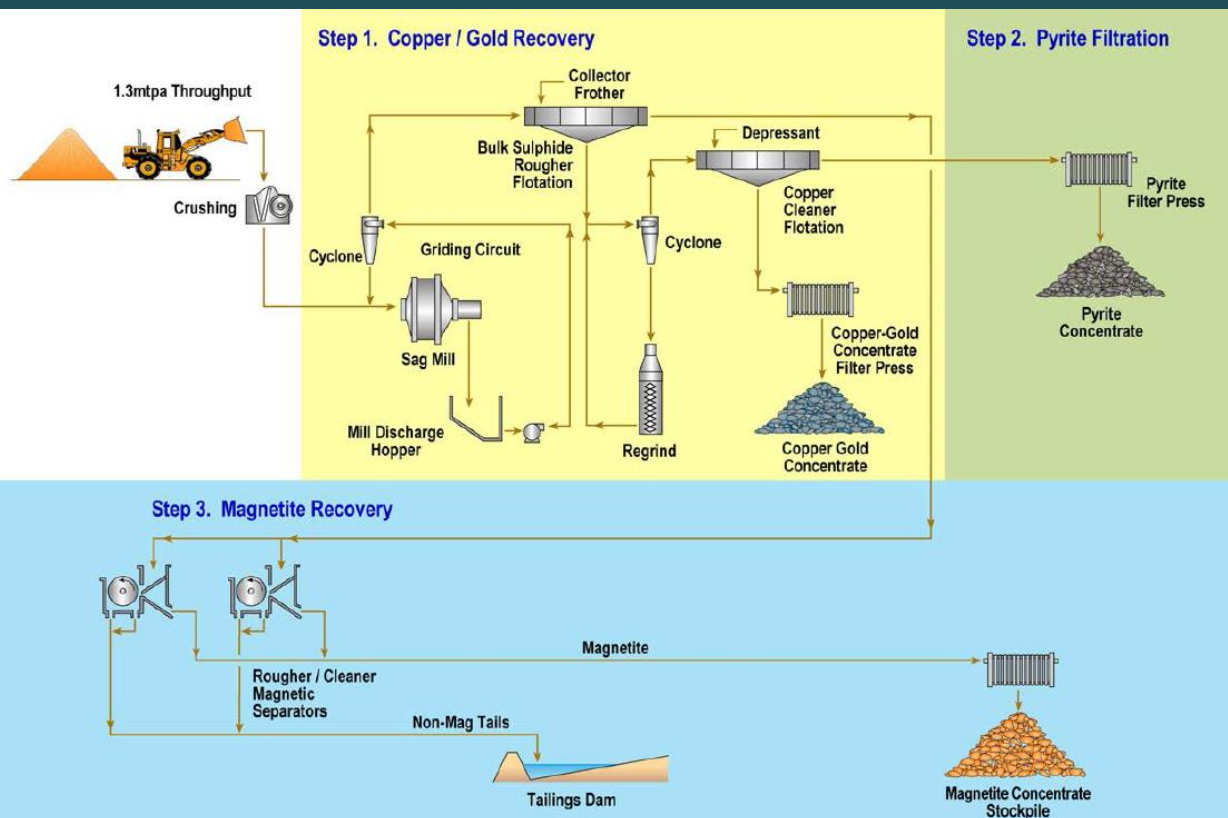 Step 1. Copper / Gold Recovery
Step 2. Pyrite Filtration
1.3mtpa Throughput
Collector
Frother
Bulk Sulphide
Rougher
Flotation
Depressant
Copper
Cleaner
Flotation
Pyrite
Filter Press
Crushing
Cyclone
Griding Circuit
Cyclone
Sag Mill
Copper-Gold
Concentrate
Filter Press
Pyrite
Concentrate
Mill Discharge
Hopper
Regrind
Copper Gold
Concentrate
Step 3. Magnetite Recovery
Magnetite
Rougher / Cleaner
Magnetic
Separators
Non-Mag Tails
Tailings Dam
Magnetite Concentrate
Stockpile